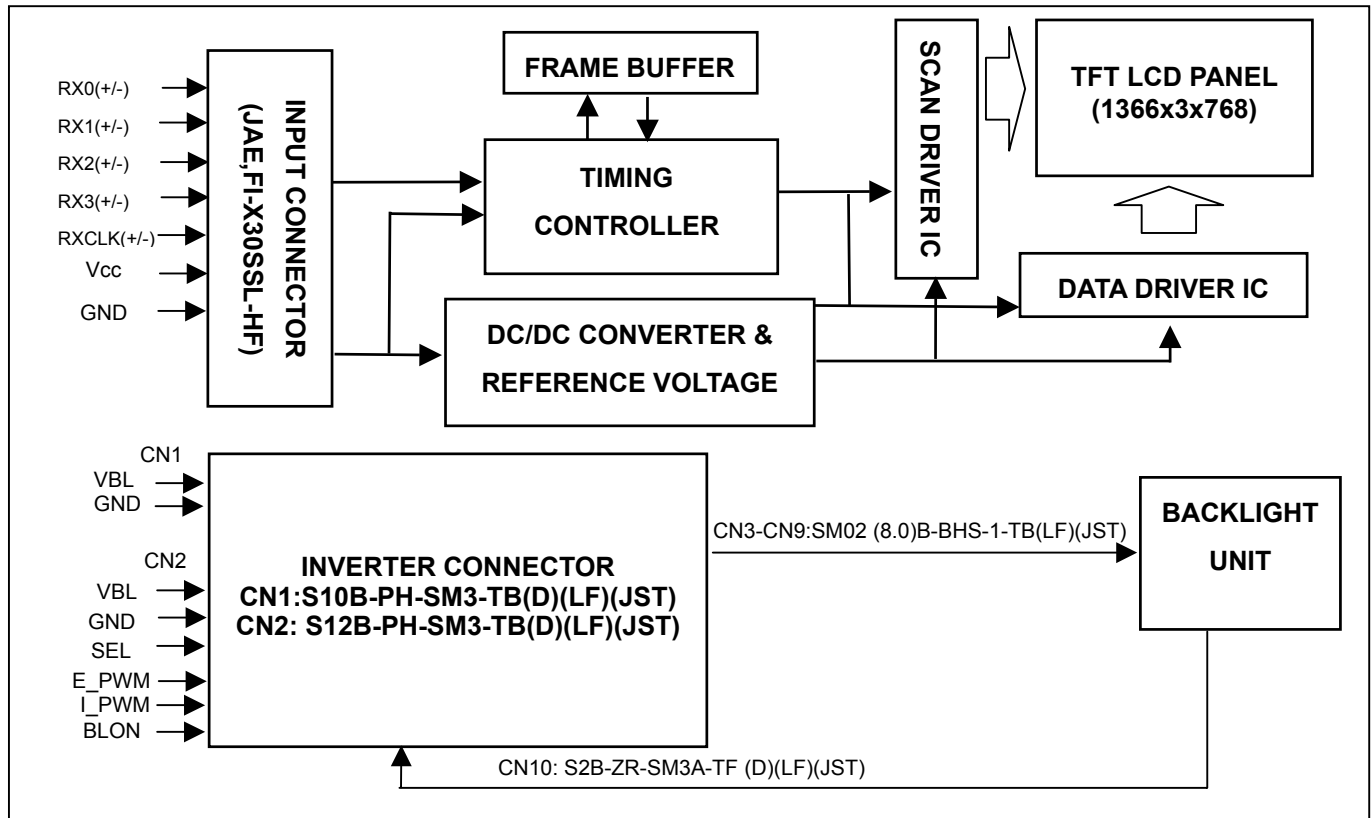 RX0(+/-)
RX1(+/-)
RX2(+/-)
RX3(+/-)
RXCLK(+/-)
Vcc
GND
INPUT CONNECTOR
(JAE,FI-X30SSL-HF)
FRAME BUFFER
TIMING
CONTROLLER
DC/DC CONVERTER &
REFERENCE VOLTAGE
SCAN DRIVER IC
TFT LCD PANEL
(1366x3x768)
DATA DRIVER IC
CN1
VBL
GND
CN2
VBL
GND
SEL
E_PWM
I_PWM
BLON
INVERTER CONNECTOR
CN1:S10B-PH-SM3-TB(D)(LF)(JST)
CN2: S12B-PH-SM3-TB(D)(LF)(JST)
CN3-CN9:SM02 (8.0)B-BHS-1-TB(LF)(JST)
BACKLIGHT
UNIT
CN10: S2B-ZR-SM3A-TF (D)(LF)(JST)